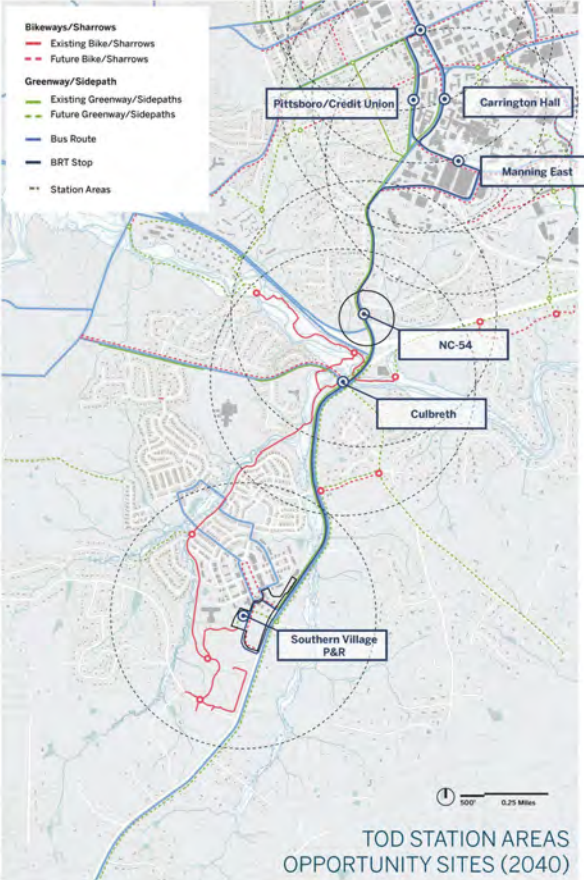 Bikeways/Sharrows
Existing Bike/Sharrows
Future Bike/Sharrows
Greenway/Sidepath
Existing Greenway/Sidepaths
Future Greenway/Sidepaths
Bus Route
BRT Stop
Station Areas
Pittsboro/Credit Union
Carrington Hall
Manning East
NC-54
Culbreth
Southern Village
P&R
500'
0.25 Miles
TOD STATION AREAS
OPPORTUNITY SITES (2040)